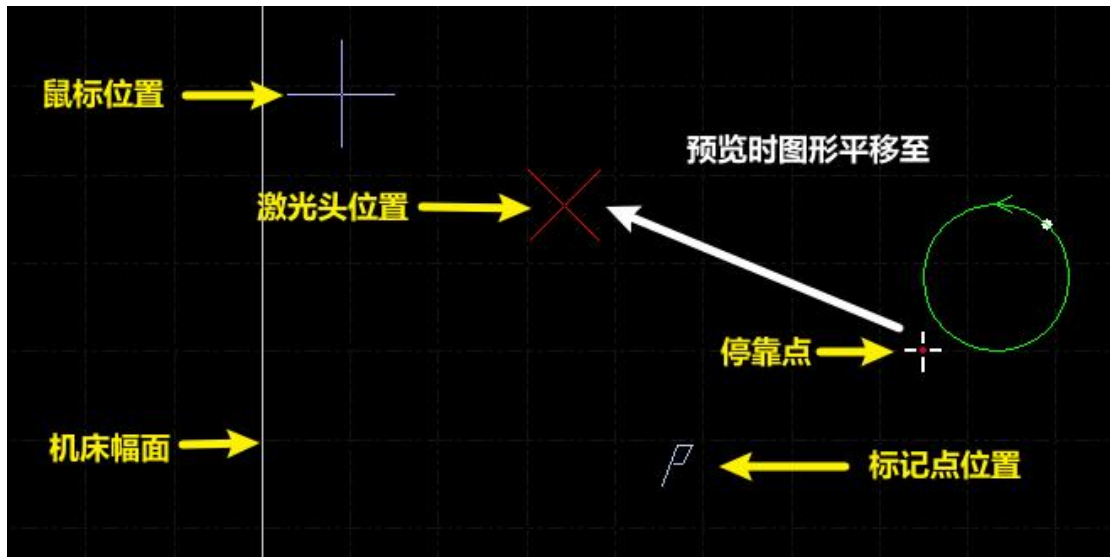 鼠标位置
预览时图形平移至
激光头位置
停靠点
机床幅面
标记点位置